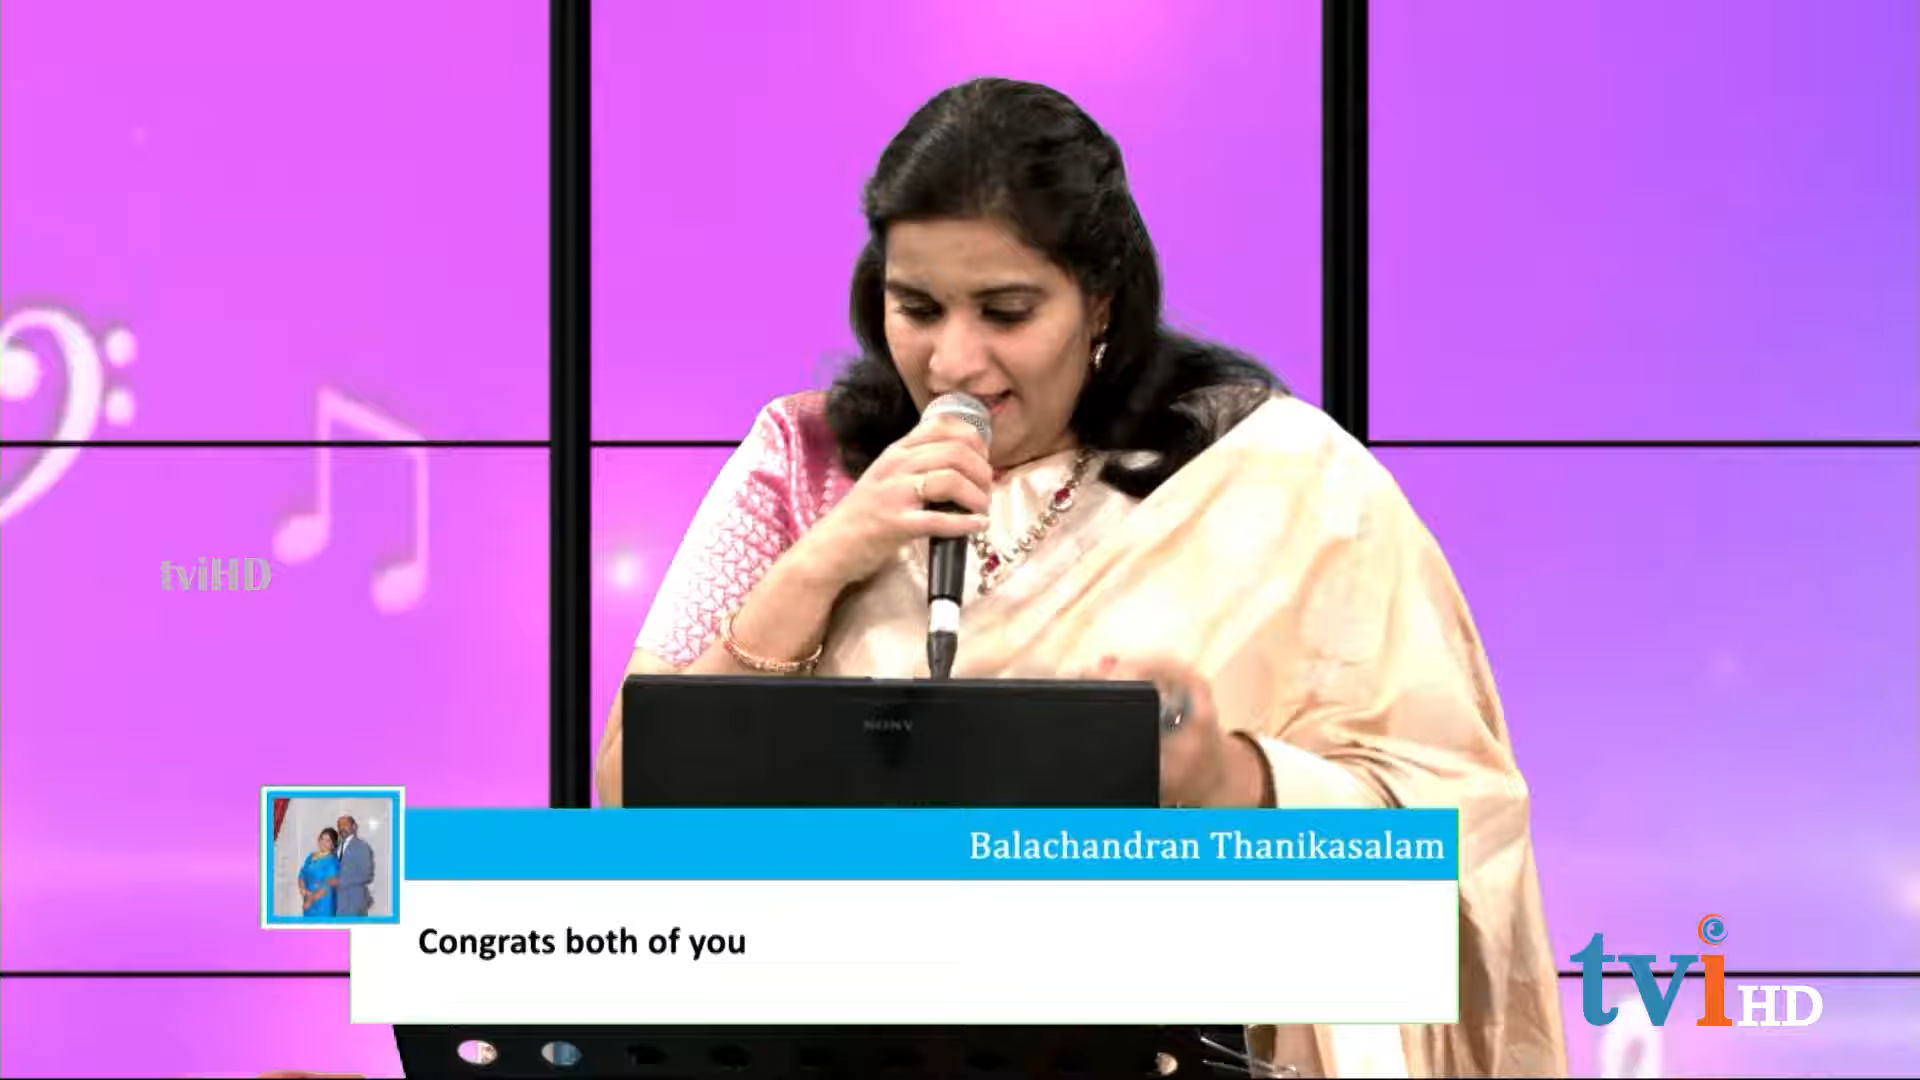 tviHD
SONY
Balachandran Thanikasalam
Congrats both of you
tvi HD